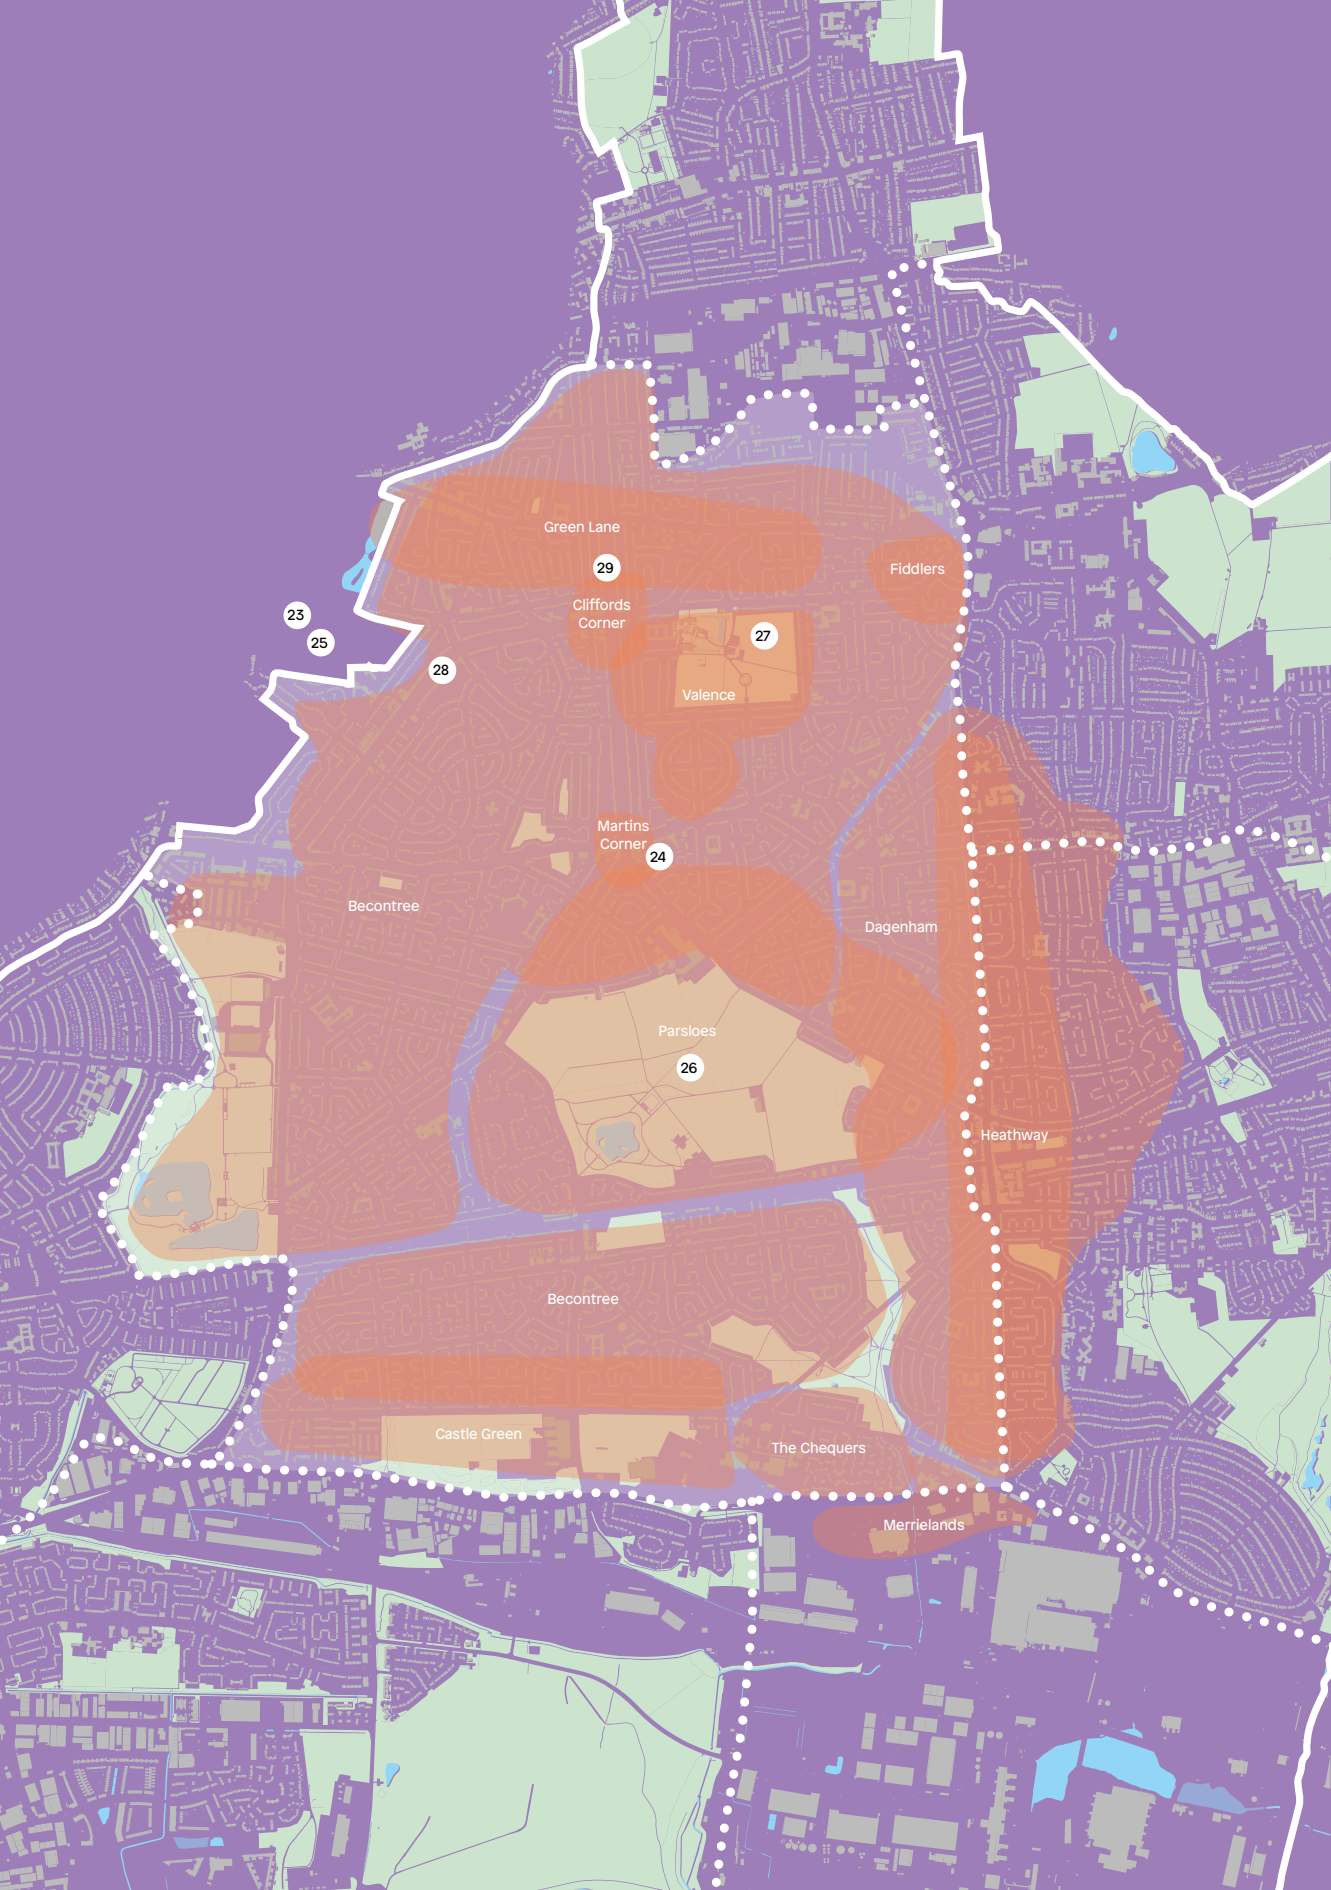 Green Lane
29
Fiddlers
Cliffords
Corner
23
27
25
28
Valence
Martins
Corner
24
Becontree
Dagenham
Parsloes
26
Heathway
Becontree
Castle Green
The Chequers
Merrielands